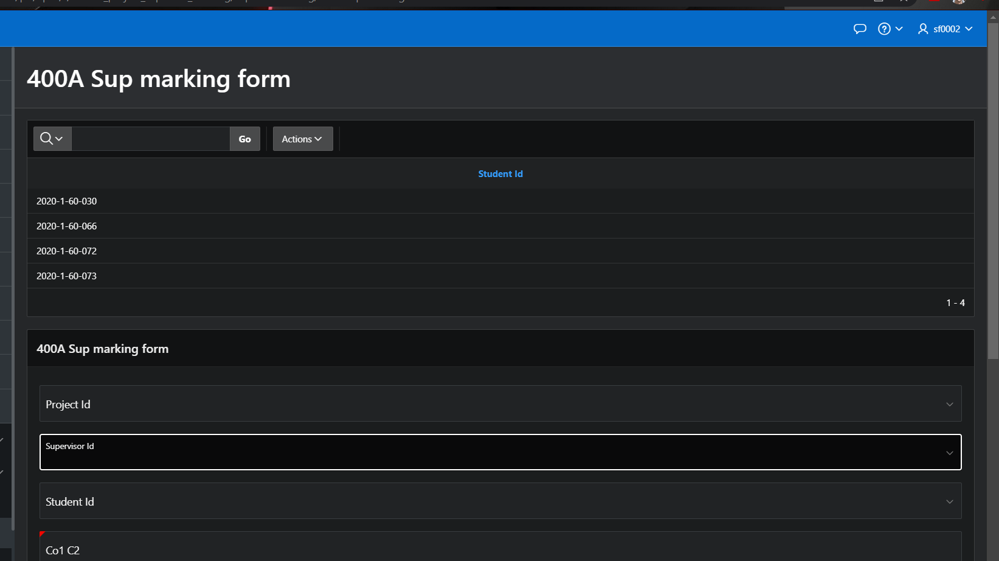 sf0002
400A Sup marking form
Go
Actions
Student Id
2020-1-60-030
2020-1-60-066
2020-1-60-072
2020-1-60-073
1 - 4
400A Sup marking form
Project Id
Supervisor Id
Student Id
Co1 C2